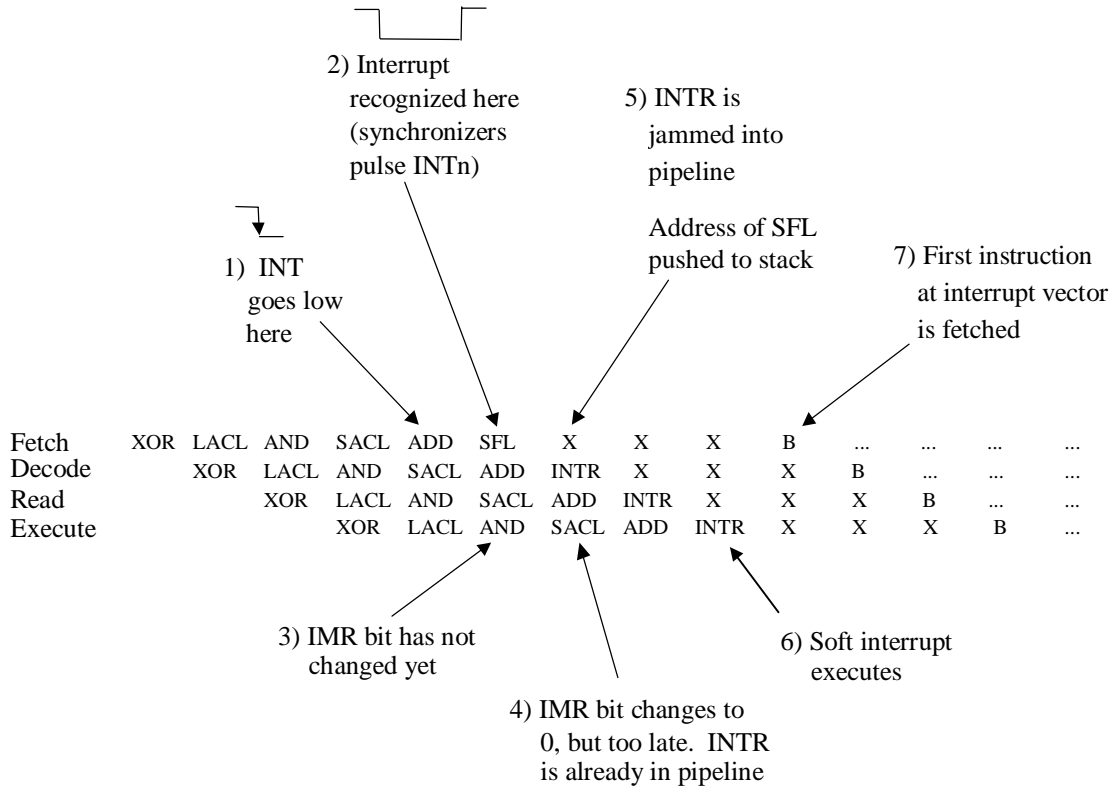 2) Interrupt
recognized here
(synchronizers
pulse INTn)
5) INTR is
jammed into
pipeline
Address of SFL
pushed to stack
1) INT
goes low
here
7) First instruction
at interrupt vector
is fetched
Fetch XOR LACL AND SACL ADD SFL X X X B ... ... ... ...
Decode XOR LACL AND SACL ADD INTR X X X B ... ... ...
Read XOR LACL AND SACL ADD INTR X X X B ... ...
Execute XOR LACL AND SACL ADD INTR X X X B ...
3) IMR bit has not
changed yet
6) Soft interrupt
executes
4) IMR bit changes to
0, but too late. INTR
is already in pipeline